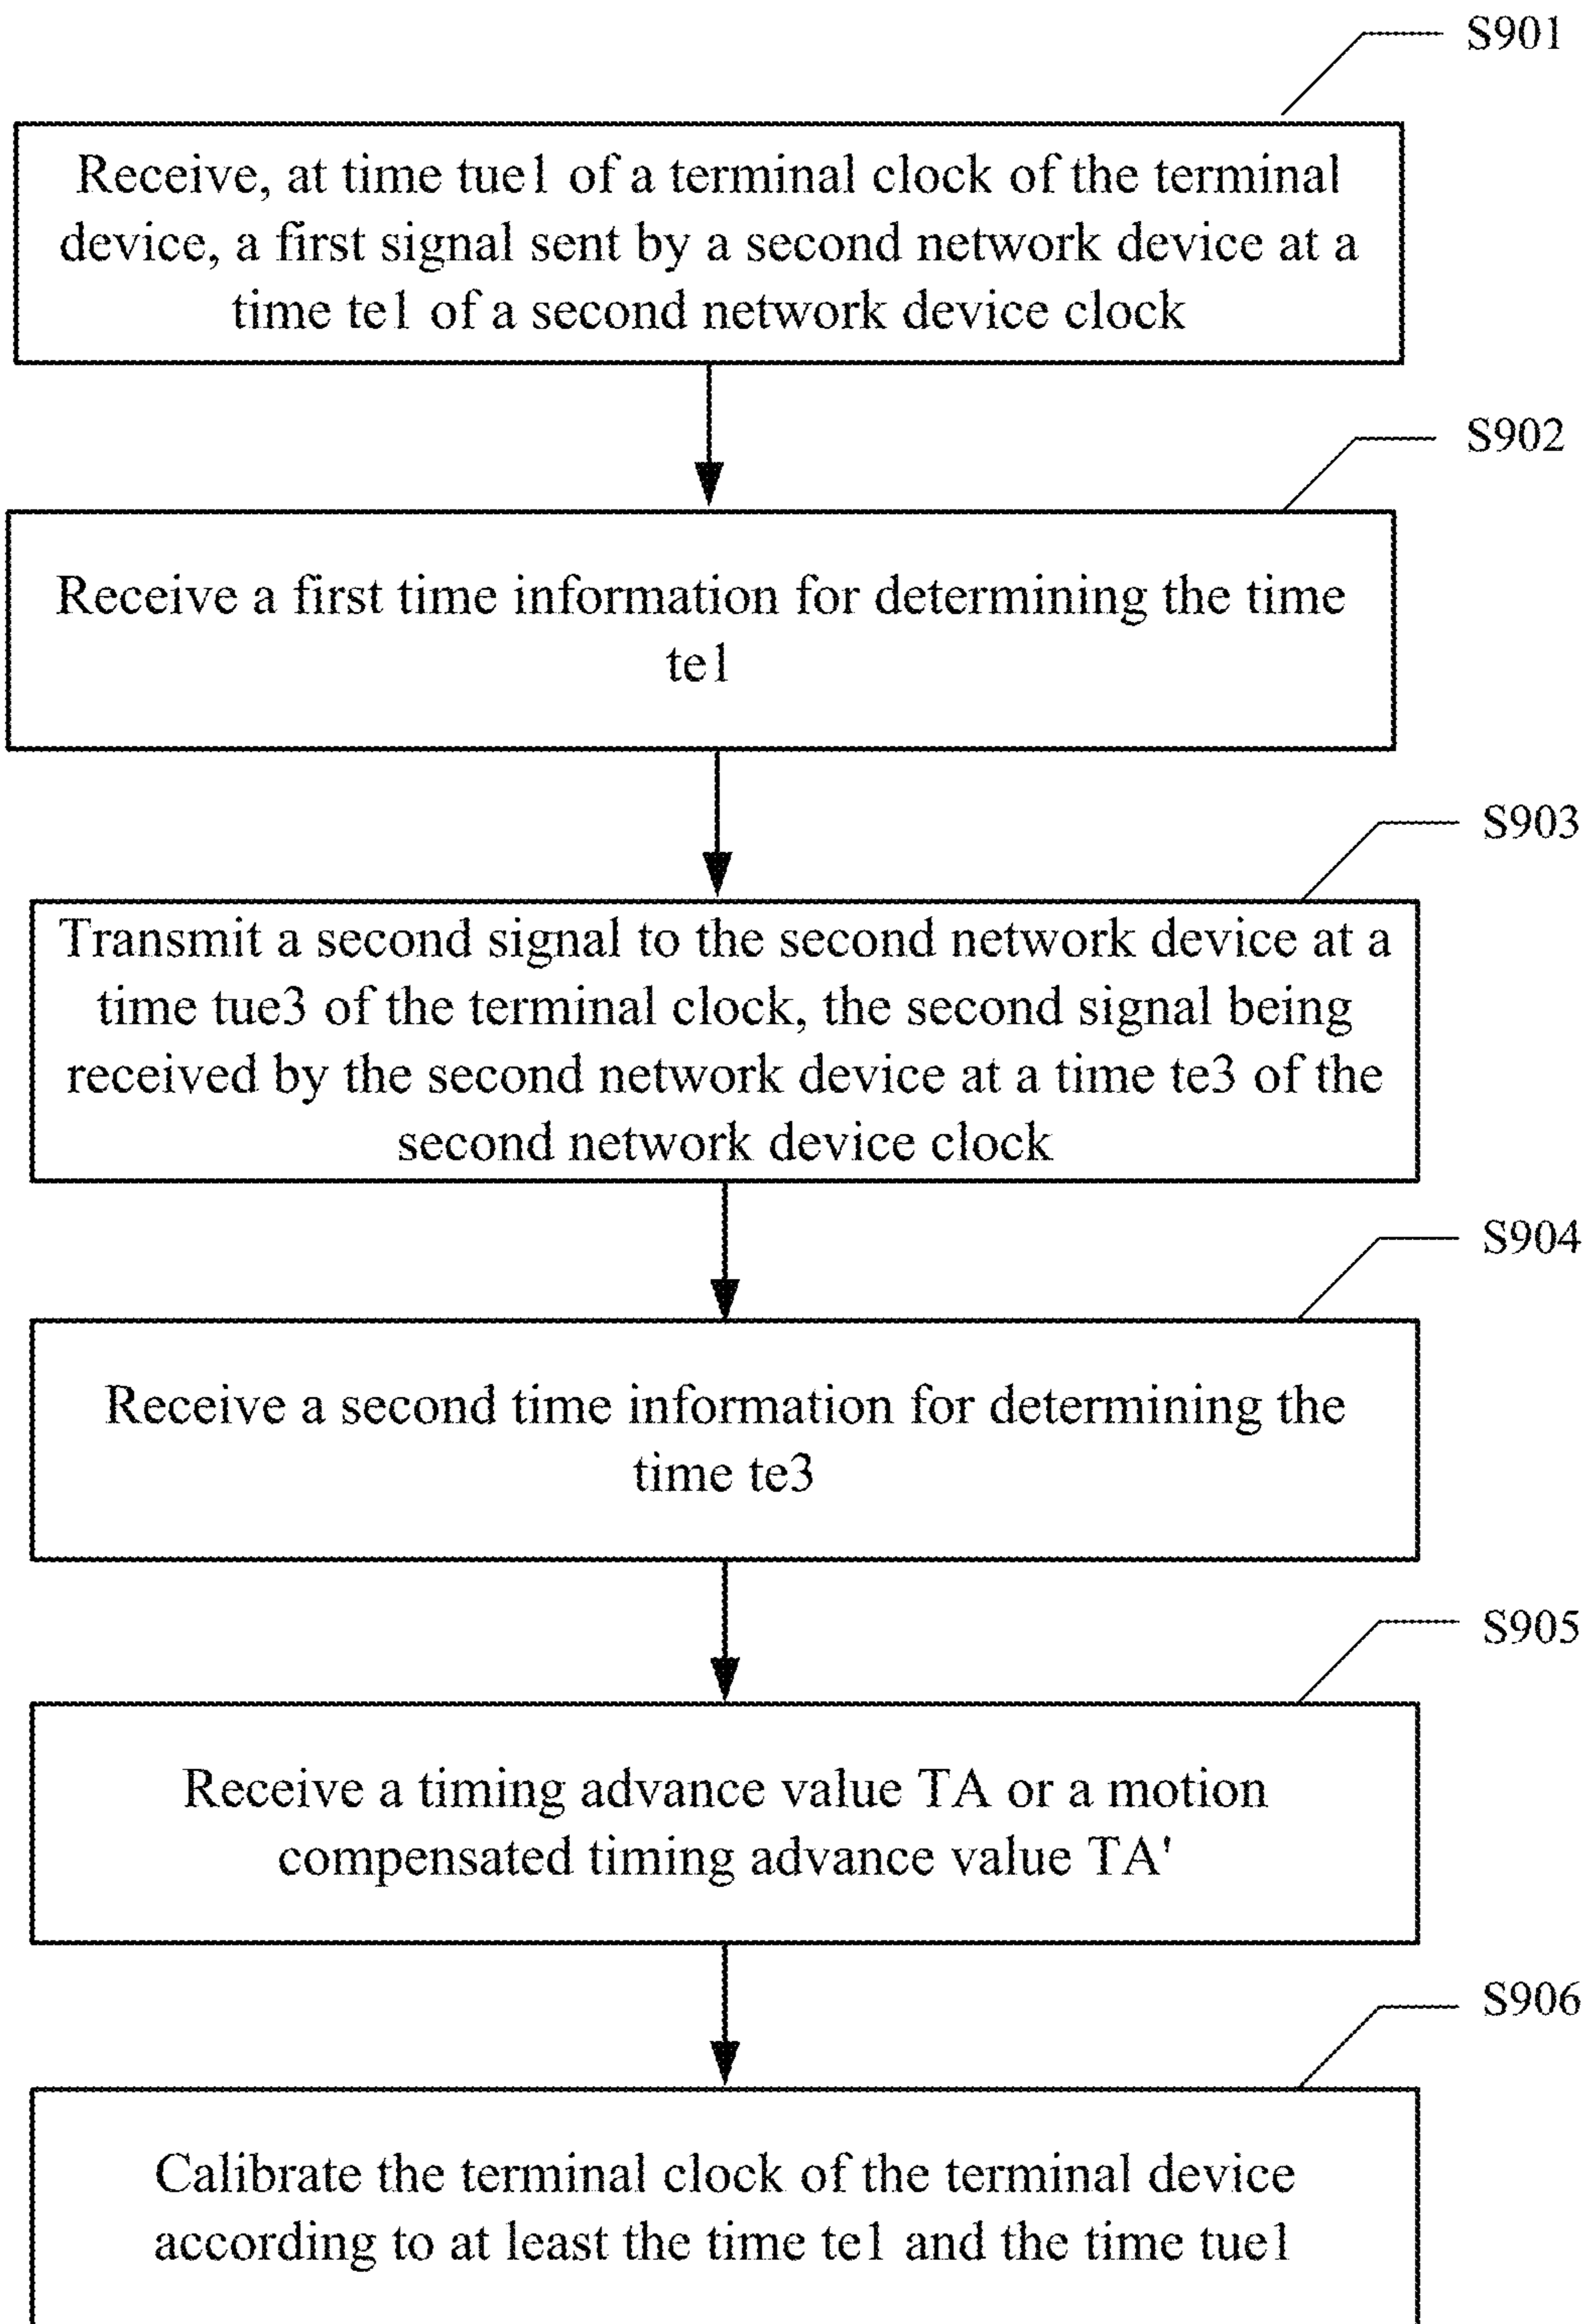 S901
Receive, at time tue1 of a terminal clock of the terminal
device, a first signal sent by a second network device at a
time te1 of a second network device clock
S902
Receive a first time information for determining the time
te1
S903
Transmit a second signal to the second network device at a
time tue3 of the terminal clock, the second signal being
received by the second network device at a time te3 of the
second network device clock
S904
Receive a second time information for determining the
time te3
S905
Receive a timing advance value TA or a motion
compensated timing advance value TA'
S906
Calibrate the terminal clock of the terminal device
according to at least the time te1 and the time tue1